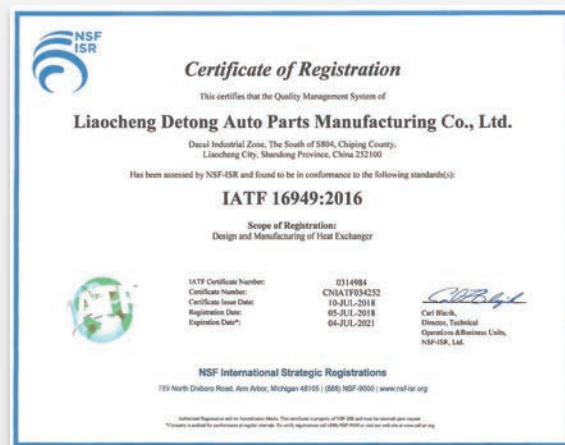 NSF
ISR
Certificate of Registration
This certifies that the Quality Management System of
Liaocheng Detong Auto Parts Manufacturing Co., Ltd.
Dacui Industrial Zone, The South of S804, Chiping County,
Liaocheng City, Shandong Province, China 252100
Has been assessed by NSF-ISR and found to be in conformance to the following standards(s):
IATF 16949:2016
Scope of Registration:
Design and Manufacturing of Heat Exchanger
IATF Certificate Number: 0314984
Certificate Number: CNIATF034252
Certificate Issue Date: 10-JUL-2018
Registration Date: 05-JUL-2018
Expiration Date*: 04-JUL-2021
IATF
Carl Blazik,
Director, Technical
Operations &Business Units,
NSF-ISR, Ltd.
NSF International Strategic Registrations
789 North Dixboro Road, Ann Arbor, Michigan 48105 | (888) NSF-9000 | www.nsf-isr.org